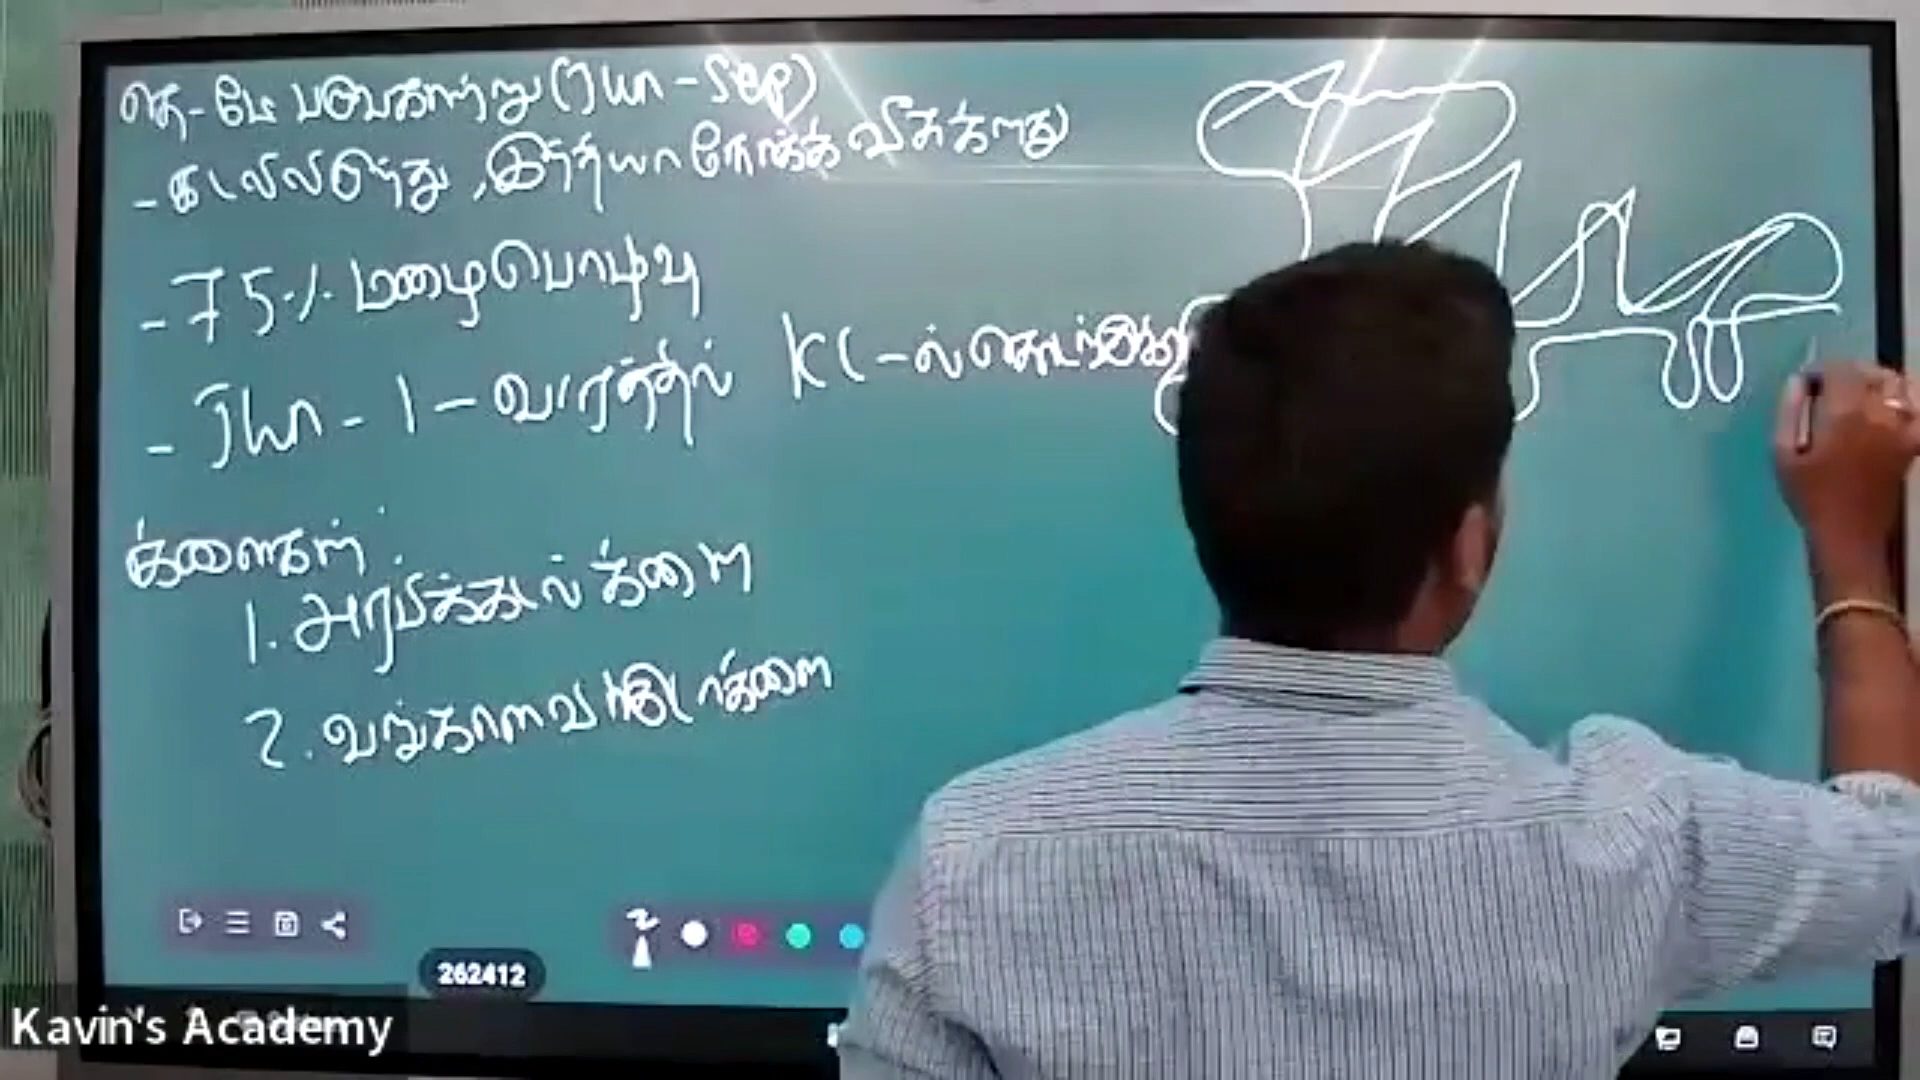 தெ-மே பருவகாற்று (Jun - Sep)
- கடலிலிருந்து, இந்தியா நோக்கி வீசுகிறது
- 75% மழைபொழிவு
- Jun - 1 - வாரத்தில் KL -ல் தொடங்கு
கிளைகள் :
1. அரபிக்கடல் கிளை
2. வங்காள விரிகுடா கிளை
262412
Kavin's Academy